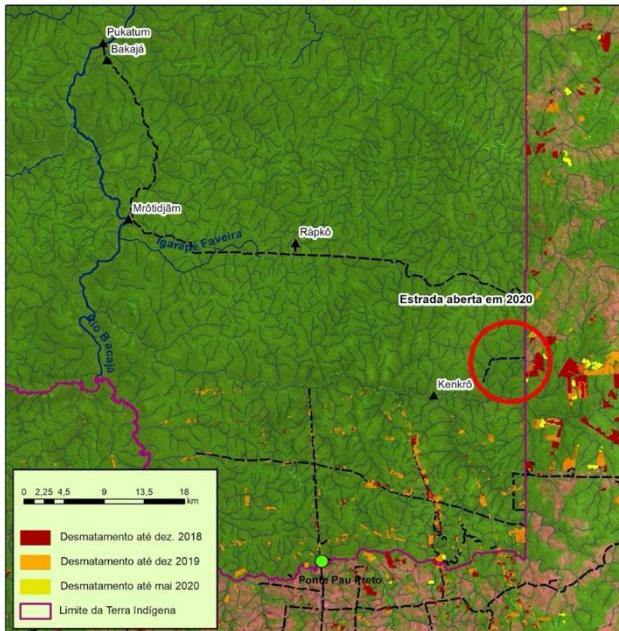 Pukatum
Bakajá
Mrôtidjãm
Igarapé Faveira
Ràpkô
Estrada aberta em 2020
Rio Bacajá
Kenkrô
0 2,25 4,5 9 13,5 18
km
Desmatamento até dez. 2018
Desmatamento até dez 2019
Desmatamento até mai 2020
Limite da Terra Indígena
Ponte Pau Preto